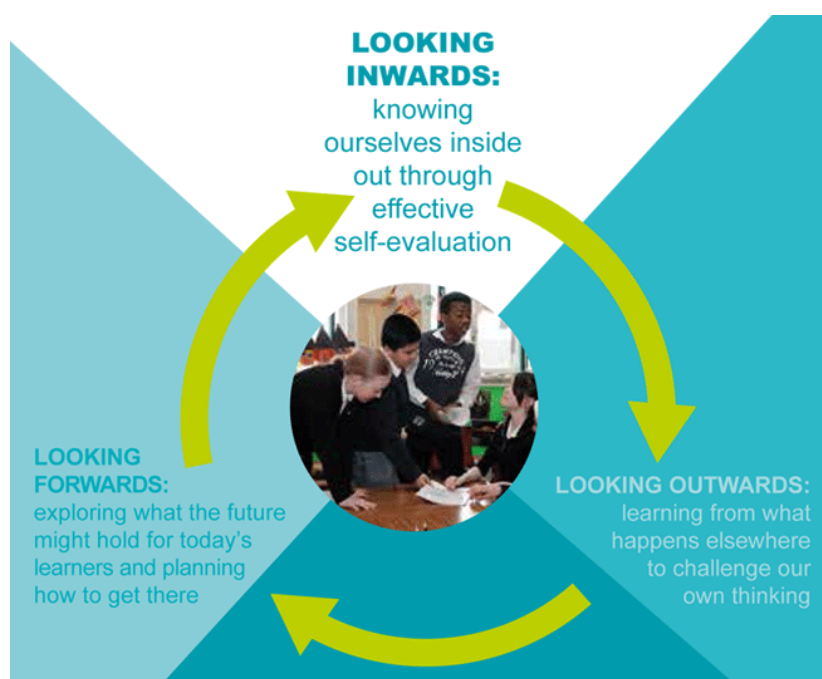 LOOKING
INWARDS:
knowing
ourselves inside
out through
effective
self-evaluation
LOOKING OUTWARDS:
learning from what
happens elsewhere
to challenge our
own thinking
LOOKING
FORWARDS:
exploring what the future
might hold for today's
learners and planning
how to get there